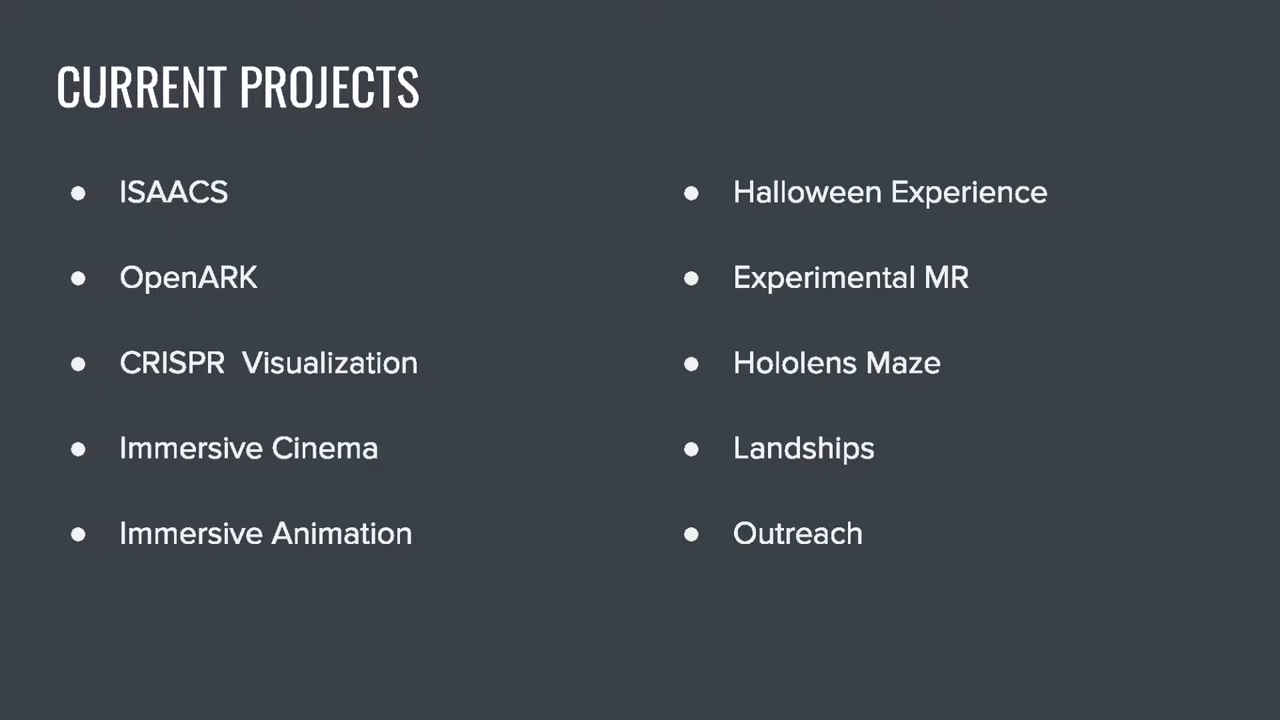 CURRENT PROJECTS
ISAACS
OpenARK
CRISPR  Visualization
Immersive Cinema
Immersive Animation
Halloween Experience
Experimental MR
Hololens Maze
Landships
Outreach